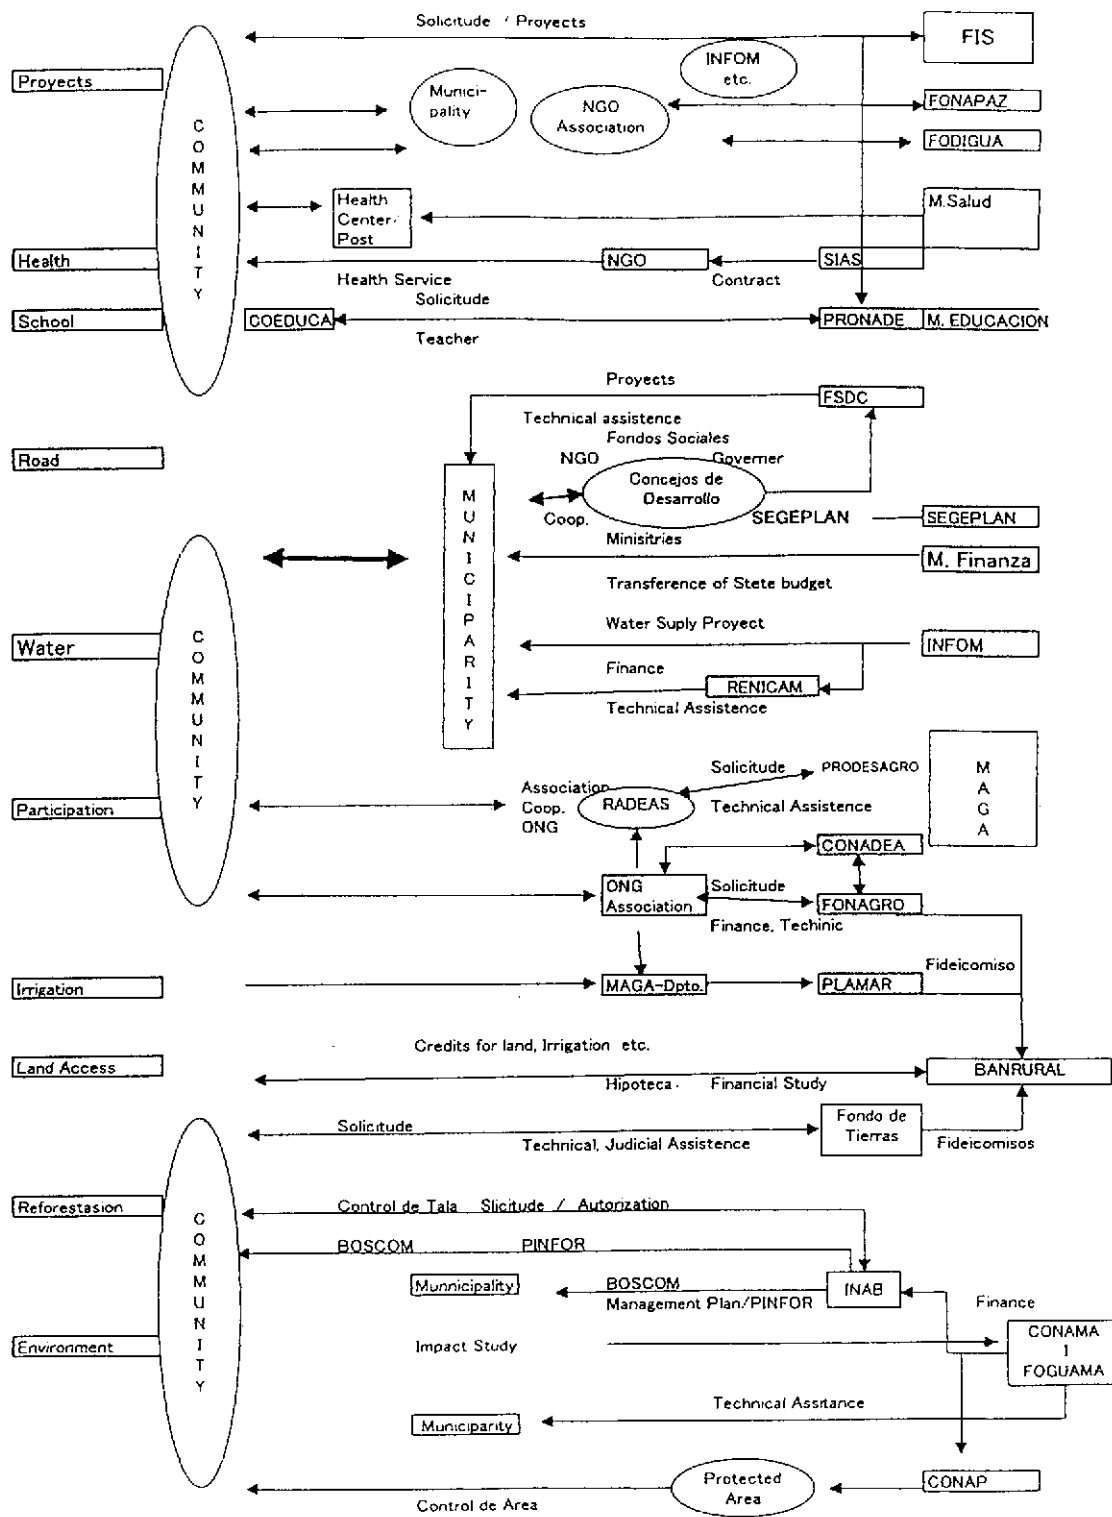 Solicitude / Proyects
FIS
INFOM
etc.
Proyects
Munici-
pality
NGO
Association
FONAPAZ
FODIGUA
COMMUNITY
Health
Center/
Post
M.Salud
Health
NGO
SIAS
Health Service
Contract
Solicitude
School
COEDUCA
PRONADE
M. EDUCACION
Teacher
Proyects
FSDC
Technical assistence
Fondos Sociales
Road
NGO
Governer
Concejos de
Desarrollo
MUNICIPARITY
Coop.
SEGEPLAN
SEGEPLAN
Minisitries
M. Finanza
Transference of Stete budget
Water Suply Proyect
Water
COMMUNITY
INFOM
Finance
RENICAM
Technical Assistence
Solicitude
PRODESAGRO
MAGA
Association
Coop.
ONG
RADEAS
Participation
Technical Assistence
CONADEA
ONG
Association
Solicitude
FONAGRO
Finance, Techinic
Fideicomiso
Irrigation
MAGA-Dpto.
PLAMAR
Credits for land, Irrigation etc.
Land Access
BANRURAL
Hipoteca · Financial Study
Fondo de
Tierras
Solicitude
Technical, Judicial Assistence
Fideicomisos
Reforestasion
Control de Tala Slicitude / Autorization
COMMUNITY
BOSCOM PINFOR
Munnicipality
BOSCOM
INAB
Management Plan/PINFOR
Finance
Environment
Impact Study
CONAMA
I
FOGUAMA
Technical Assitance
Municiparity
Protected
Area
CONAP
Control de Area